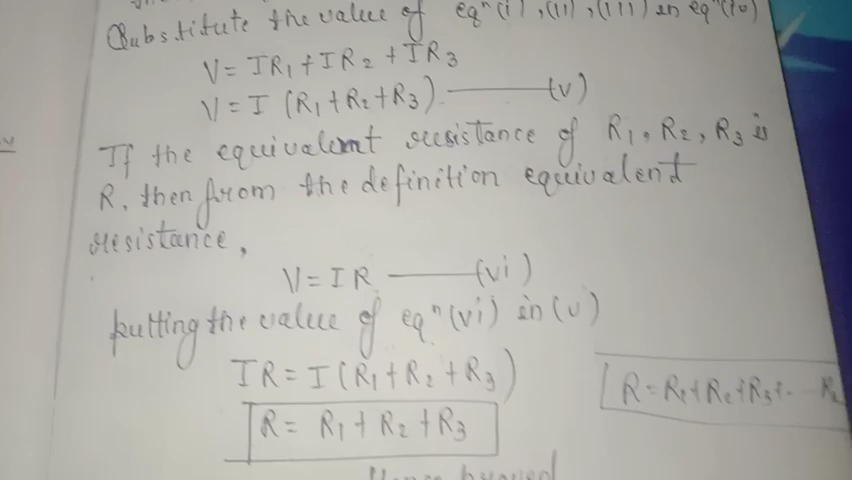 Substitute the value of eqⁿ(i), (ii), (iii) in eqⁿ(iv)
V = IR₁ + IR₂ + IR₃
V = I (R₁+R₂+R₃) ——— (v)
If the equivalent resistance of R₁, R₂, R₃ is
R, then from the definition equivalent
resistance,
V = IR ——— (vi)
putting the value of eqⁿ(vi) in (v)
IR = I(R₁+R₂+R₃)
R = R₁+R₂+R₃+...
R = R₁ + R₂ + R₃
Hence